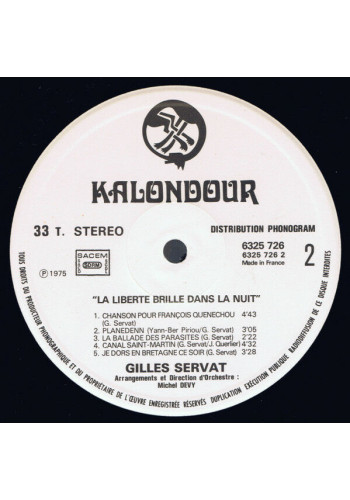 KALONDOUR
33 T. STEREO
DISTRIBUTION PHONOGRAM
6325 726
6325 726 2
Made in France
2
SACEM
Ⓟ 1975
"LA LIBERTE BRILLE DANS LA NUIT"
1. CHANSON POUR FRANÇOIS QUENECHOU 4'43
(G. Servat)
2. PLANEDENN (Yann-Ber Piriou/G. Servat) 3'05
3. LA BALLADE DES PARASITES (G. Servat) 2'22
4. CANAL SAINT-MARTIN (G. Servat/J. Querlier) 4'32
5. JE DORS EN BRETAGNE CE SOIR (G. Servat) 3'28
GILLES SERVAT
Arrangements et Direction d'Orchestre :
Michel DEVY
TOUS DROITS DU PRODUCTEUR PHONOGRAPHIQUE ET DU PROPRIÉTAIRE DE L'ŒUVRE ENREGISTRÉE RÉSERVÉS DUPLICATION EXÉCUTION PUBLIQUE RADIODIFFUSION DE CE DISQUE INTERDITES